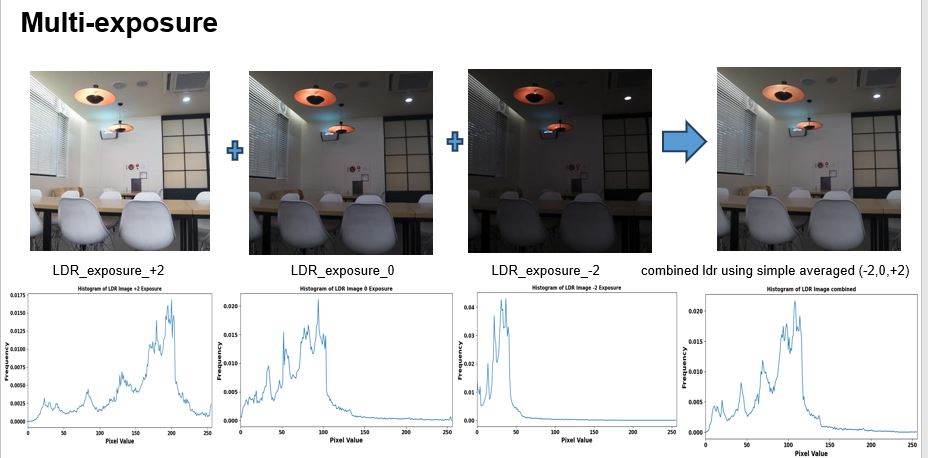 Multi-exposure
LDR_exposure_+2
LDR_exposure_0
LDR_exposure_-2
combined ldr using simple averaged (-2,0,+2)
Histogram of LDR Image +2 Exposure
Frequency
0.0175
0.0150
0.0125
0.0100
0.0075
0.0050
0.0025
0.0000
0 50 100 150 200 250
Pixel Value
Histogram of LDR Image 0 Exposure
Frequency
0.020
0.015
0.010
0.005
0.000
0 50 100 150 200 250
Pixel Value
Histogram of LDR Image -2 Exposure
Frequency
0.04
0.03
0.02
0.01
0.00
0 50 100 150 200 250
Pixel Value
Histogram of LDR Image combined
Frequency
0.020
0.015
0.010
0.005
0.000
0 50 100 150 200 250
Pixel Value